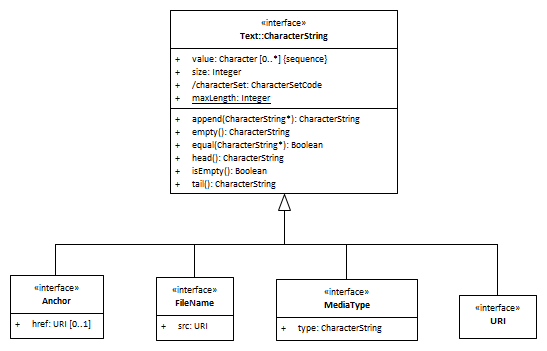 «interface»
Text::CharacterString
+ value: Character [0..*] {sequence}
+ size: Integer
+ /characterSet: CharacterSetCode
+ maxLength: Integer
+ append(CharacterString*): CharacterString
+ empty(): CharacterString
+ equal(CharacterString*): Boolean
+ head(): CharacterString
+ isEmpty(): Boolean
+ tail(): CharacterString
«interface»
Anchor
+ href: URI [0..1]
«interface»
FileName
+ src: URI
«interface»
MediaType
+ type: CharacterString
«interface»
URI